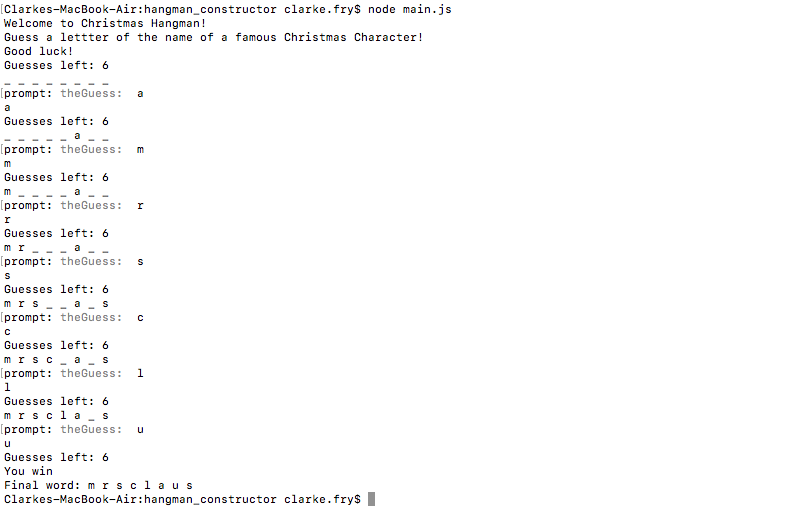 [Clarkes-MacBook-Air:hangman_constructor clarke.fry$ node main.js
Welcome to Christmas Hangman!
Guess a lettter of the name of a famous Christmas Character!
Good luck!
Guesses left: 6
_ _ _ _ _ _ _ _
[prompt: theGuess:  a
a
Guesses left: 6
_ _ _ _ _ a _ _
[prompt: theGuess:  m
m
Guesses left: 6
m _ _ _ _ a _ _
[prompt: theGuess:  r
r
Guesses left: 6
m r _ _ _ a _ _
[prompt: theGuess:  s
s
Guesses left: 6
m r s _ _ a _ s
[prompt: theGuess:  c
c
Guesses left: 6
m r s c _ a _ s
[prompt: theGuess:  l
l
Guesses left: 6
m r s c l a _ s
[prompt: theGuess:  u
u
Guesses left: 6
You win
Final word: m r s c l a u s
Clarkes-MacBook-Air:hangman_constructor clarke.fry$